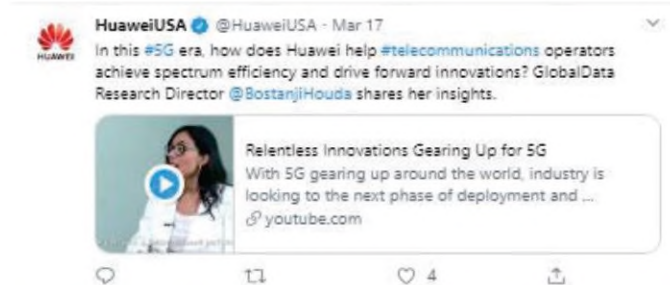 HuaweiUSA @HuaweiUSA · Mar 17
HUAWEI
In this #5G era, how does Huawei help #telecommunications operators
achieve spectrum efficiency and drive forward innovations? GlobalData
Research Director @BostanjiHouda shares her insights.
Relentless Innovations Gearing Up for 5G
With 5G gearing up around the world, industry is
looking to the next phase of deployment and ...
youtube.com
4